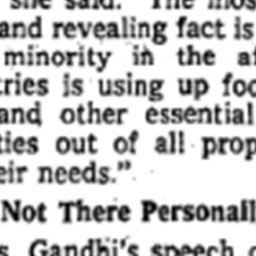 she said. "The mos
and revealing fact is
minority in the af
tries is using up foo
and other essential
ties out of all prop
eir needs."
Not There Personall
s. Gandhi's speech o